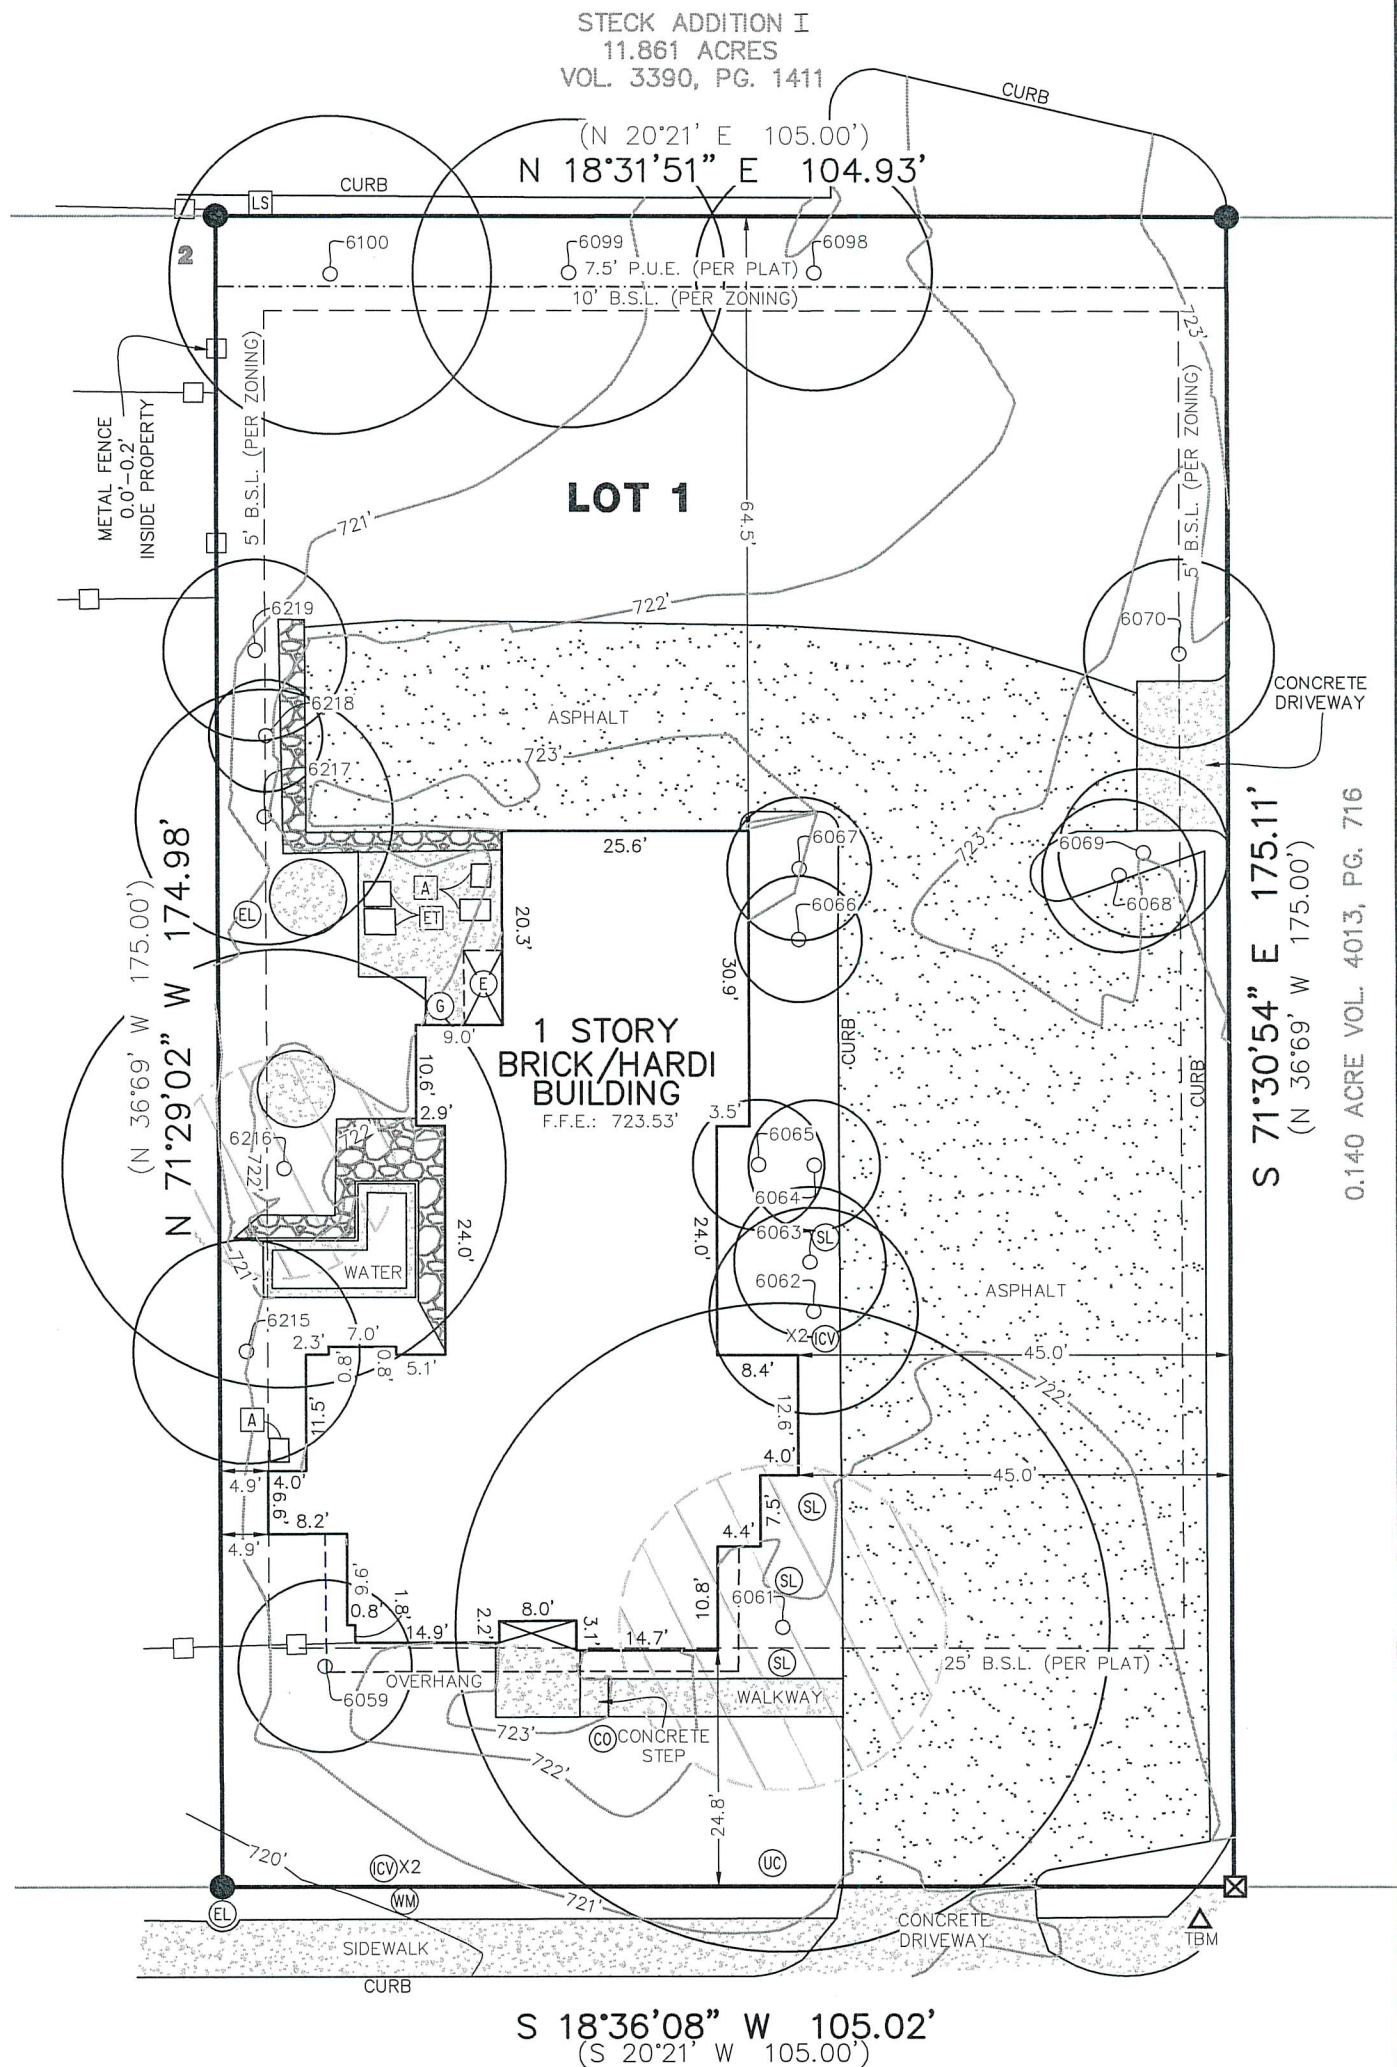 STECK ADDITION I
11.861 ACRES
VOL. 3390, PG. 1411
CURB
(N 20°21' E 105.00')
N 18°31'51" E 104.93'
CURB
LS
2
6100
6099
6098
7.5' P.U.E. (PER PLAT)
10' B.S.L. (PER ZONING)
723'
METAL FENCE
0.0'-0.2'
INSIDE PROPERTY
5' B.S.L. (PER ZONING)
5' B.S.L. (PER ZONING)
LOT 1
64.5'
721'
722'
6219
6070
CONCRETE
DRIVEWAY
6218
ASPHALT
723'
6217
25.6'
6067
723'
6069
6068
A
ET
EL
6066
20.3'
30.9'
E
G
9.0'
N 71°29'02" W 174.98'
(N 36°69' W 175.00')
S 71°30'54" E 175.11'
(N 36°69' W 175.00')
0.140 ACRE VOL. 4013, PG. 716
1 STORY
BRICK/HARDI
BUILDING
F.F.E.: 723.53'
CURB
CURB
10.6'
2.9'
3.5'
722'
6216
722'
6065
6064
24.0'
24.0'
6063
SL
721'
WATER
6062
ASPHALT
6215
7.0'
2.3'
0.8'
0.8'
5.1'
X2
ICV
45.0'
8.4'
722'
11.5'
12.6'
A
4.0'
4.9'
4.0'
45.0'
6.6'
7.5'
SL
8.2'
4.4'
4.9'
9.6'
SL
0.8'
1.8'
10.8'
6061
14.9'
2.2'
8.0'
3.1'
14.7'
SL
25' B.S.L. (PER PLAT)
OVERHANG
6059
WALKWAY
723'
CO
CONCRETE
STEP
722'
24.8'
720'
ICV
X2
UC
WM
721'
EL
CONCRETE
DRIVEWAY
TBM
SIDEWALK
CURB
S 18°36'08" W 105.02'
(S 20°21' W 105.00')